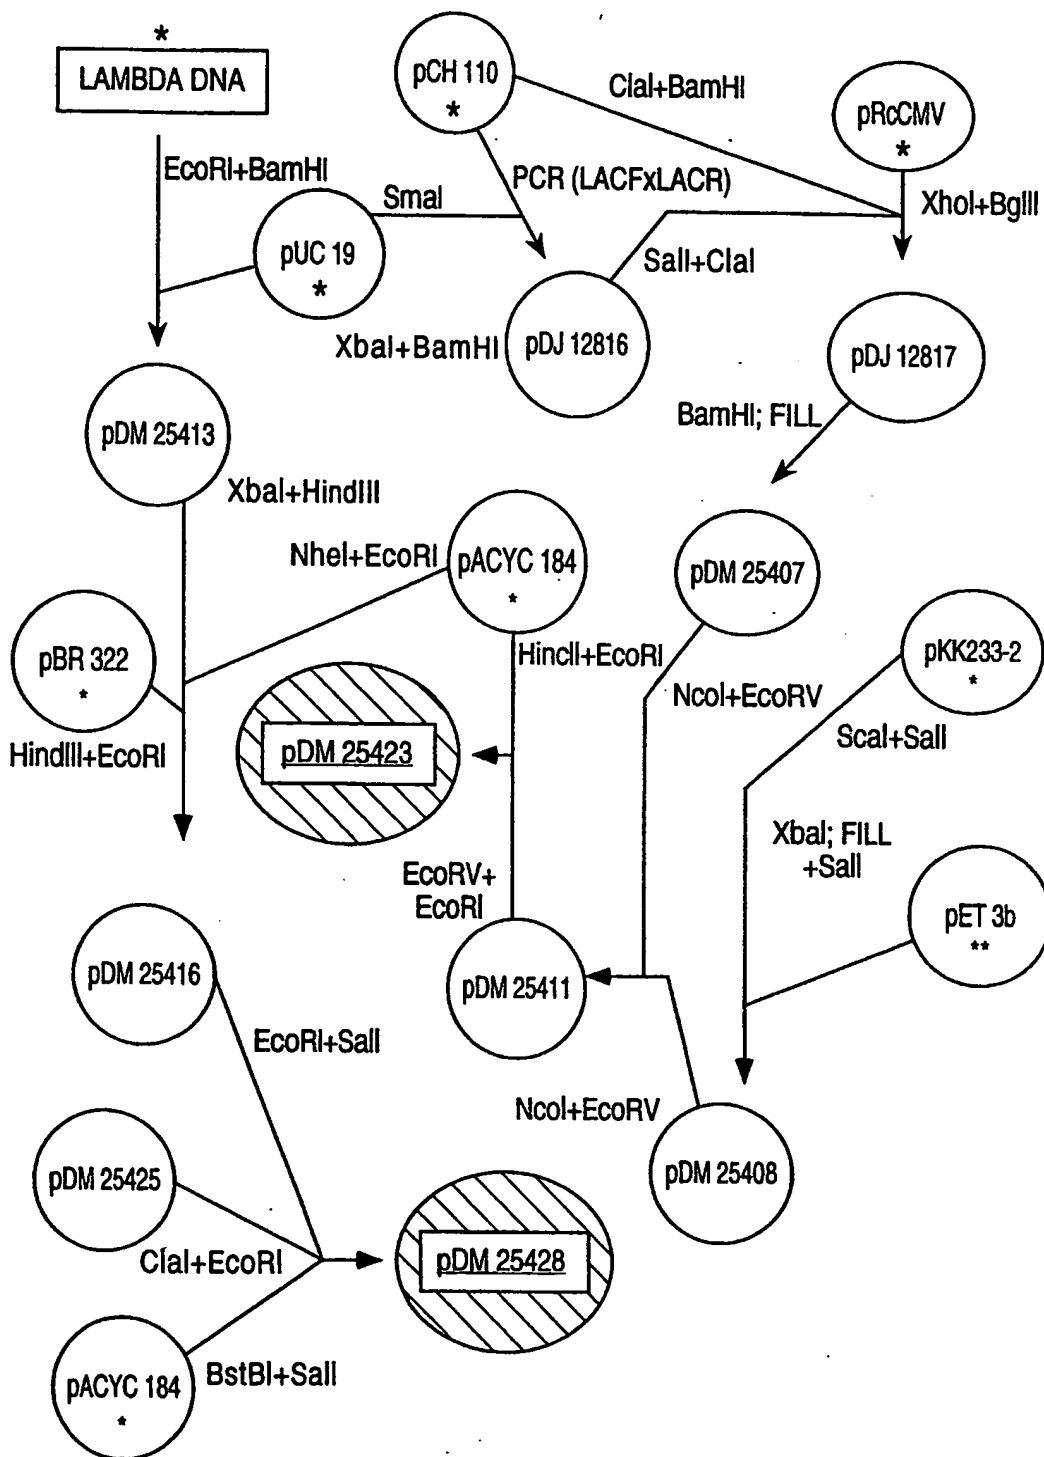 *
LAMBDA DNA
pCH 110
*
ClaI+BamHI
pRcCMV
*
EcoRI+BamHI
SmaI
PCR (LACFxLACR)
XhoI+BglII
pUC 19
*
SalI+ClaI
XbaI+BamHI
pDJ 12816
pDJ 12817
BamHI; FILL
pDM 25413
XbaI+HindIII
NheI+EcoRI
pACYC 184
*
pDM 25407
pBR 322
*
HindIII+EcoRI
HincII+EcoRI
pKK233-2
*
NcoI+EcoRV
ScaI+SalI
pDM 25423
XbaI; FILL
+SalI
EcoRV+
EcoRI
pET 3b
**
pDM 25416
pDM 25411
EcoRI+SalI
NcoI+EcoRV
pDM 25408
pDM 25425
ClaI+EcoRI
pDM 25428
pACYC 184
*
BstBI+SalI